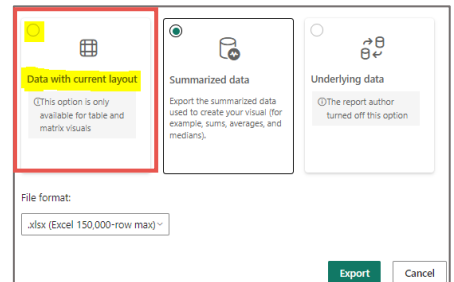 Data with current layout
ⓘThis option is only
available for table and
matrix visuals
Summarized data
Export the summarized data
used to create your visual (for
example, sums, averages, and
medians).
Underlying data
ⓘThe report author
turned off this option
File format:
.xlsx (Excel 150,000-row max)
Export
Cancel